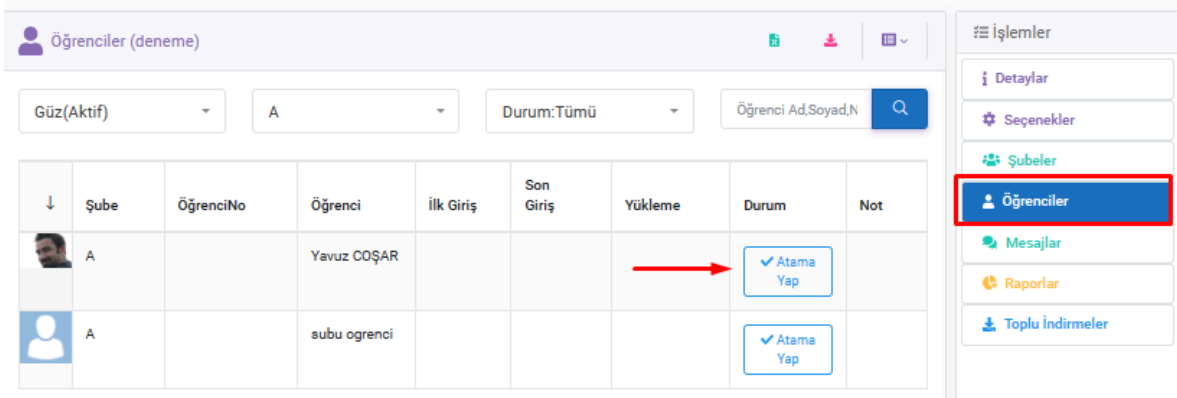 Öğrenciler (deneme)
Güz(Aktif)
A
Durum:Tümü
Öğrenci Ad,Soyad,N
↓ Şube ÖğrenciNo Öğrenci İlk Giriş Son Giriş Yükleme Durum Not
A Yavuz COŞAR Atama Yap
A subu ogrenci Atama Yap
İşlemler
Detaylar
Seçenekler
Şubeler
Öğrenciler
Mesajlar
Raporlar
Toplu İndirmeler